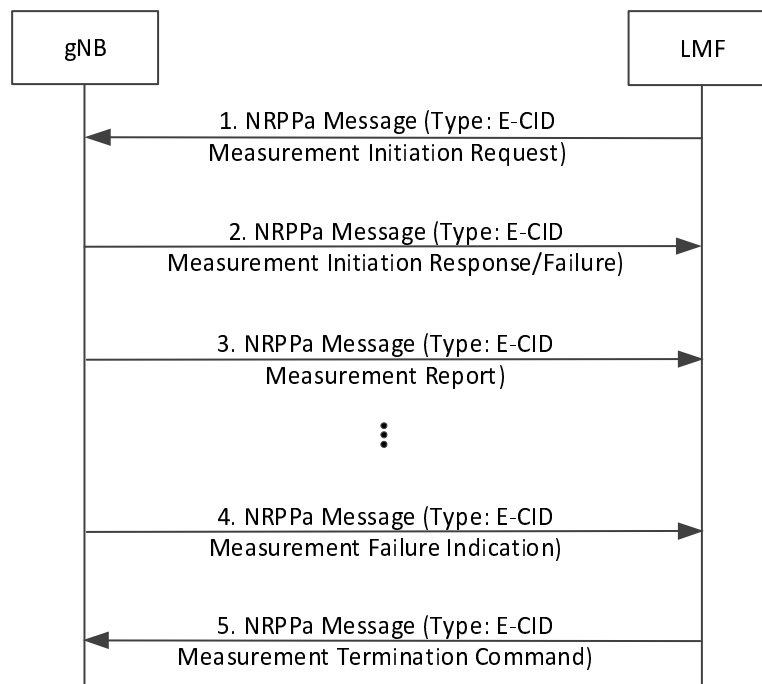 gNB
LMF
1. NRPPa Message (Type: E-CID
Measurement Initiation Request)
2. NRPPa Message (Type: E-CID
Measurement Initiation Response/Failure)
3. NRPPa Message (Type: E-CID
Measurement Report)
4. NRPPa Message (Type: E-CID
Measurement Failure Indication)
5. NRPPa Message (Type: E-CID
Measurement Termination Command)